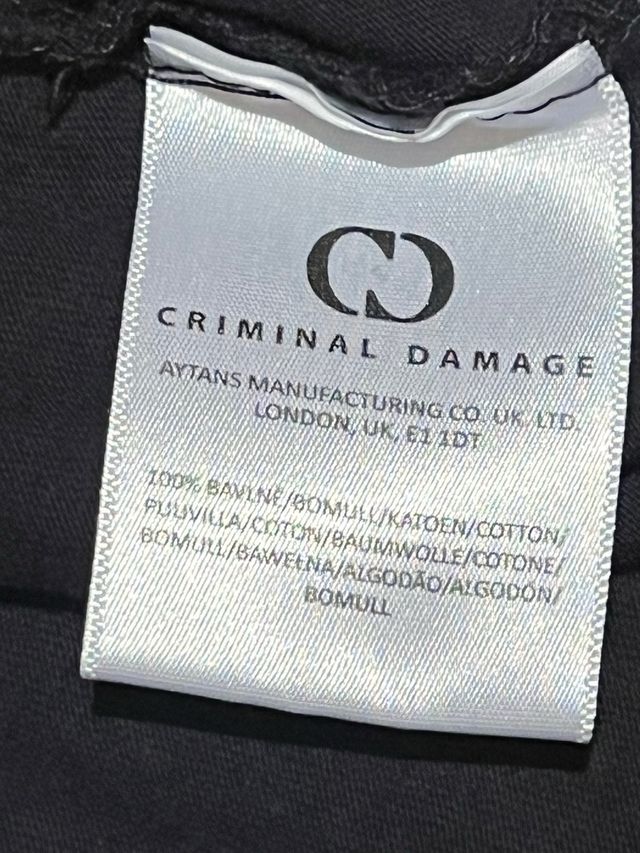 CRIMINAL DAMAGE
AYTANS MANUFACTURING CO. UK. LTD.
LONDON, UK, E1 1DT
100% BAVLNĚ/BOMULL/KATOEN/COTTON/
PUUVILLA/COTON/BAUMWOLLE/COTONE/
BOMULL/BAWEŁNA/ALGODÃO/ALGODÓN/
BOMULL